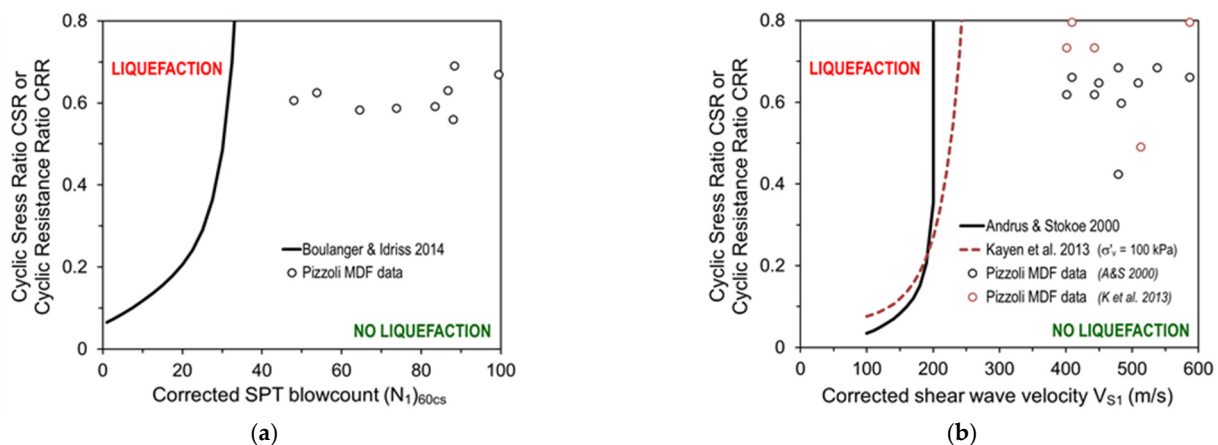 Cyclic Sress Ratio CSR or
Cyclic Resistance Ratio CRR
0.8
0.6
0.4
0.2
0
LIQUEFACTION
Boulanger & Idriss 2014
Pizzoli MDF data
NO LIQUEFACTION
0 20 40 60 80 100
Corrected SPT blowcount (N₁)₆₀cs
(a)
Cyclic Sress Ratio CSR or
Cyclic Resistance Ratio CRR
0.8
0.6
0.4
0.2
0
LIQUEFACTION
Andrus & Stokoe 2000
Kayen et al. 2013 (σ'ᵥ = 100 kPa)
Pizzoli MDF data (A&S 2000)
Pizzoli MDF data (K et al. 2013)
NO LIQUEFACTION
0 100 200 300 400 500 600
Corrected shear wave velocity V_S1 (m/s)
(b)